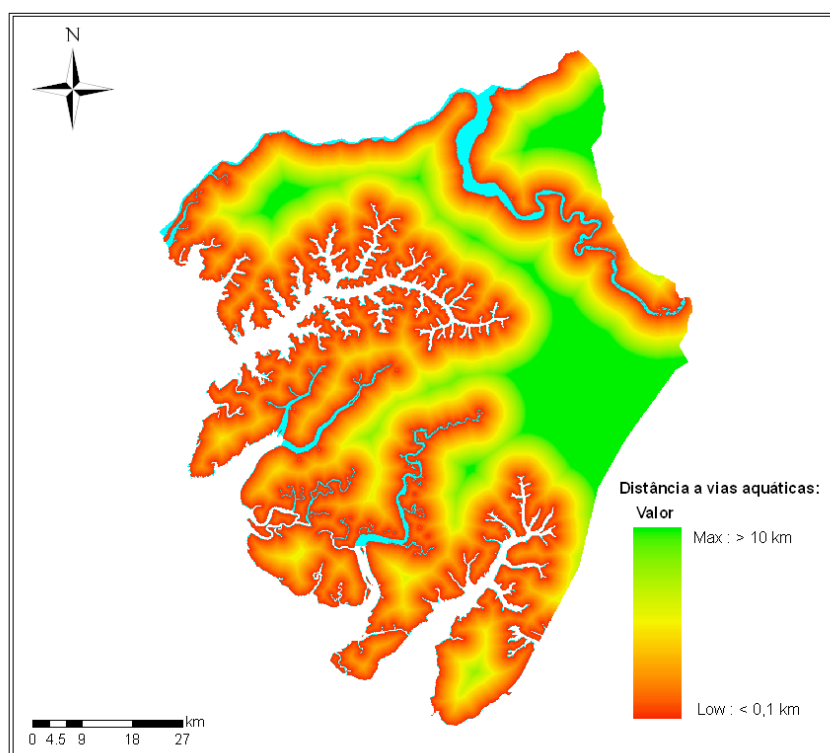 N
Distância a vias aquáticas:
Valor
Max : > 10 km
Low : < 0,1 km
km
0 4.5 9 18 27